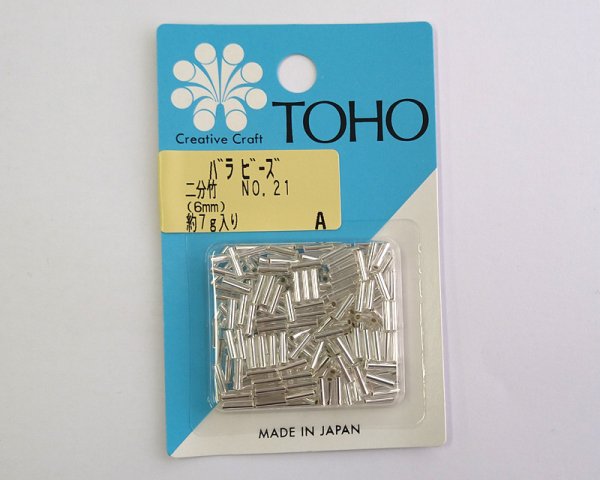 Creative Craft
TOHO
バラ ビーズ
二分竹 NO.21
(6mm)
約7g入り A
MADE IN JAPAN